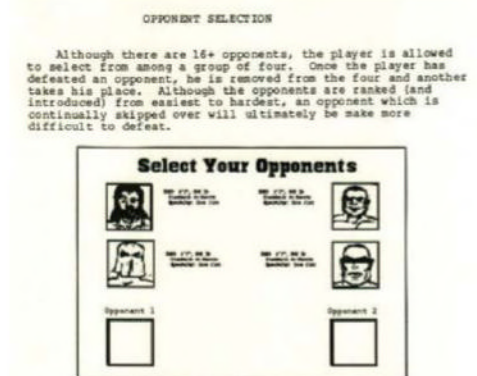 OPPONENT SELECTION
Although there are 16+ opponents, the player is allowed
to select from among a group of four. Once the player has
defeated an opponent, he is removed from the four and another
takes his place. Although the opponents are ranked (and
introduced) from easiest to hardest, an opponent which is
continually skipped over will ultimately be make more
difficult to defeat.
Select Your Opponents
Opponent 1 Opponent 2